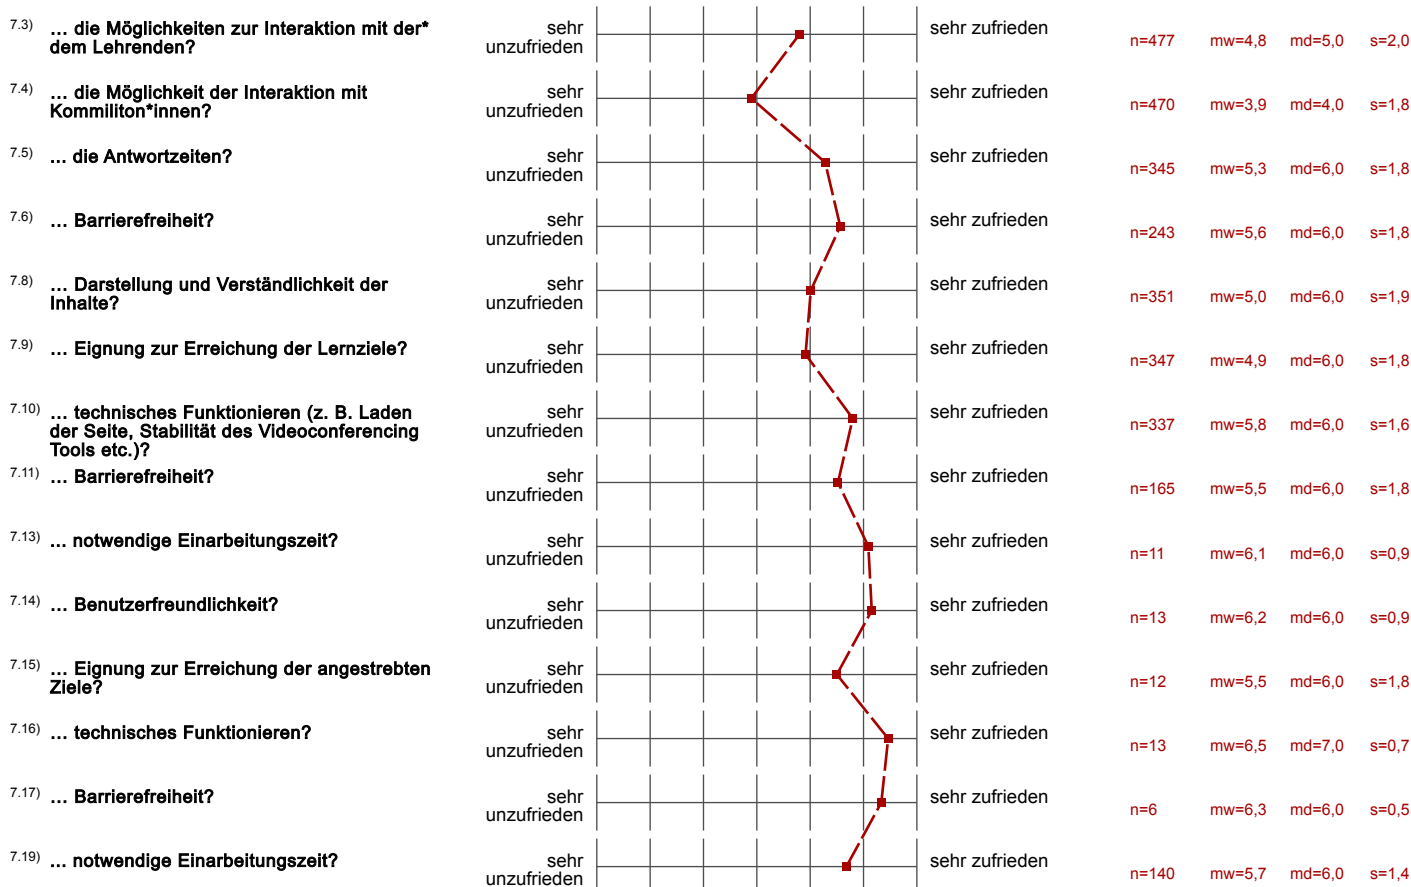 7.3) ... die Möglichkeiten zur Interaktion mit der* dem Lehrenden? sehr unzufrieden sehr zufrieden n=477 mw=4,8 md=5,0 s=2,0
7.4) ... die Möglichkeit der Interaktion mit Kommiliton*innen? sehr unzufrieden sehr zufrieden n=470 mw=3,9 md=4,0 s=1,8
7.5) ... die Antwortzeiten? sehr unzufrieden sehr zufrieden n=345 mw=5,3 md=6,0 s=1,8
7.6) ... Barrierefreiheit? sehr unzufrieden sehr zufrieden n=243 mw=5,6 md=6,0 s=1,8
7.8) ... Darstellung und Verständlichkeit der Inhalte? sehr unzufrieden sehr zufrieden n=351 mw=5,0 md=6,0 s=1,9
7.9) ... Eignung zur Erreichung der Lernziele? sehr unzufrieden sehr zufrieden n=347 mw=4,9 md=6,0 s=1,8
7.10) ... technisches Funktionieren (z. B. Laden der Seite, Stabilität des Videoconferencing Tools etc.)? sehr unzufrieden sehr zufrieden n=337 mw=5,8 md=6,0 s=1,6
7.11) ... Barrierefreiheit? sehr unzufrieden sehr zufrieden n=165 mw=5,5 md=6,0 s=1,8
7.13) ... notwendige Einarbeitungszeit? sehr unzufrieden sehr zufrieden n=11 mw=6,1 md=6,0 s=0,9
7.14) ... Benutzerfreundlichkeit? sehr unzufrieden sehr zufrieden n=13 mw=6,2 md=6,0 s=0,9
7.15) ... Eignung zur Erreichung der angestrebten Ziele? sehr unzufrieden sehr zufrieden n=12 mw=5,5 md=6,0 s=1,8
7.16) ... technisches Funktionieren? sehr unzufrieden sehr zufrieden n=13 mw=6,5 md=7,0 s=0,7
7.17) ... Barrierefreiheit? sehr unzufrieden sehr zufrieden n=6 mw=6,3 md=6,0 s=0,5
7.19) ... notwendige Einarbeitungszeit? sehr unzufrieden sehr zufrieden n=140 mw=5,7 md=6,0 s=1,4